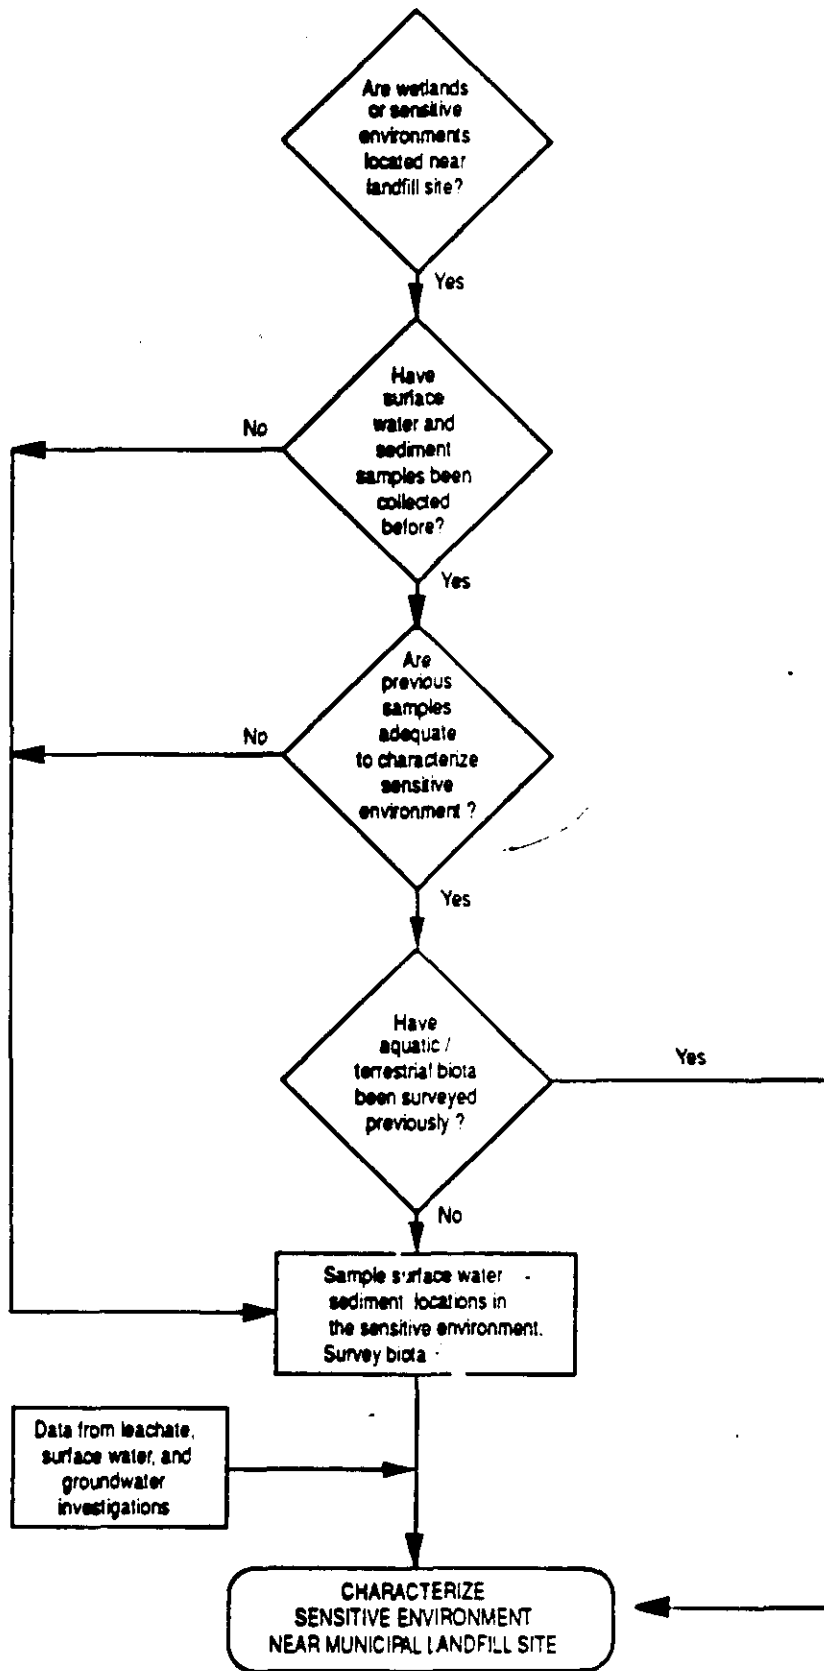 Are wetlands
or sensitive
environments
located near
landfill site?
Yes
Have
surface
water and
sediment
samples been
collected
before?
No
Yes
Are
previous
samples
adequate
to characterize
sensitive
environment ?
No
Yes
Have
aquatic /
terrestrial biota
been surveyed
previously ?
Yes
No
Sample surface water
sediment locations in
the sensitive environment.
Survey biota
Data from leachate,
surface water, and
groundwater
investigations
CHARACTERIZE
SENSITIVE ENVIRONMENT
NEAR MUNICIPAL LANDFILL SITE